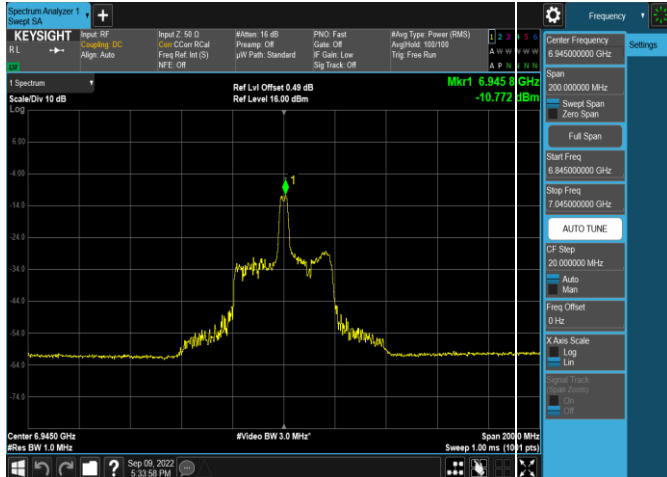 Spectrum Analyzer 1
Swept SA
Frequency
KEYSIGHT
RL
Input: RF
Coupling: DC
Align: Auto
Input Z: 50 Ω
Corr CCorr RCal
Freq Ref: Int (S)
NFE: Off
#Atten: 16 dB
Preamp: Off
µW Path: Standard
PNO: Fast
Gate: Off
IF Gain: Low
Sig Track: Off
#Avg Type: Power (RMS)
Avg|Hold: 100/100
Trig: Free Run
1 2 3 4 5 6
A W W W W W
A P N N N N
1 Spectrum
Scale/Div 10 dB
Log
Ref Lvl Offset 0.49 dB
Ref Level 16.00 dBm
Mkr1 6.945 8 GHz
-10.772 dBm
1
6.00
-4.00
-14.0
-24.0
-34.0
-44.0
-54.0
-64.0
-74.0
Center 6.9450 GHz
#Res BW 1.0 MHz
#Video BW 3.0 MHz*
Span 200.0 MHz
Sweep 1.00 ms (1001 pts)
Sep 09, 2022
5:33:58 PM
Settings
Center Frequency
6.945000000 GHz
Span
200.000000 MHz
Swept Span
Zero Span
Full Span
Start Freq
6.845000000 GHz
Stop Freq
7.045000000 GHz
AUTO TUNE
CF Step
20.000000 MHz
Auto
Man
Freq Offset
0 Hz
X Axis Scale
Log
Lin
Signal Track
(Span Zoom)
On
Off